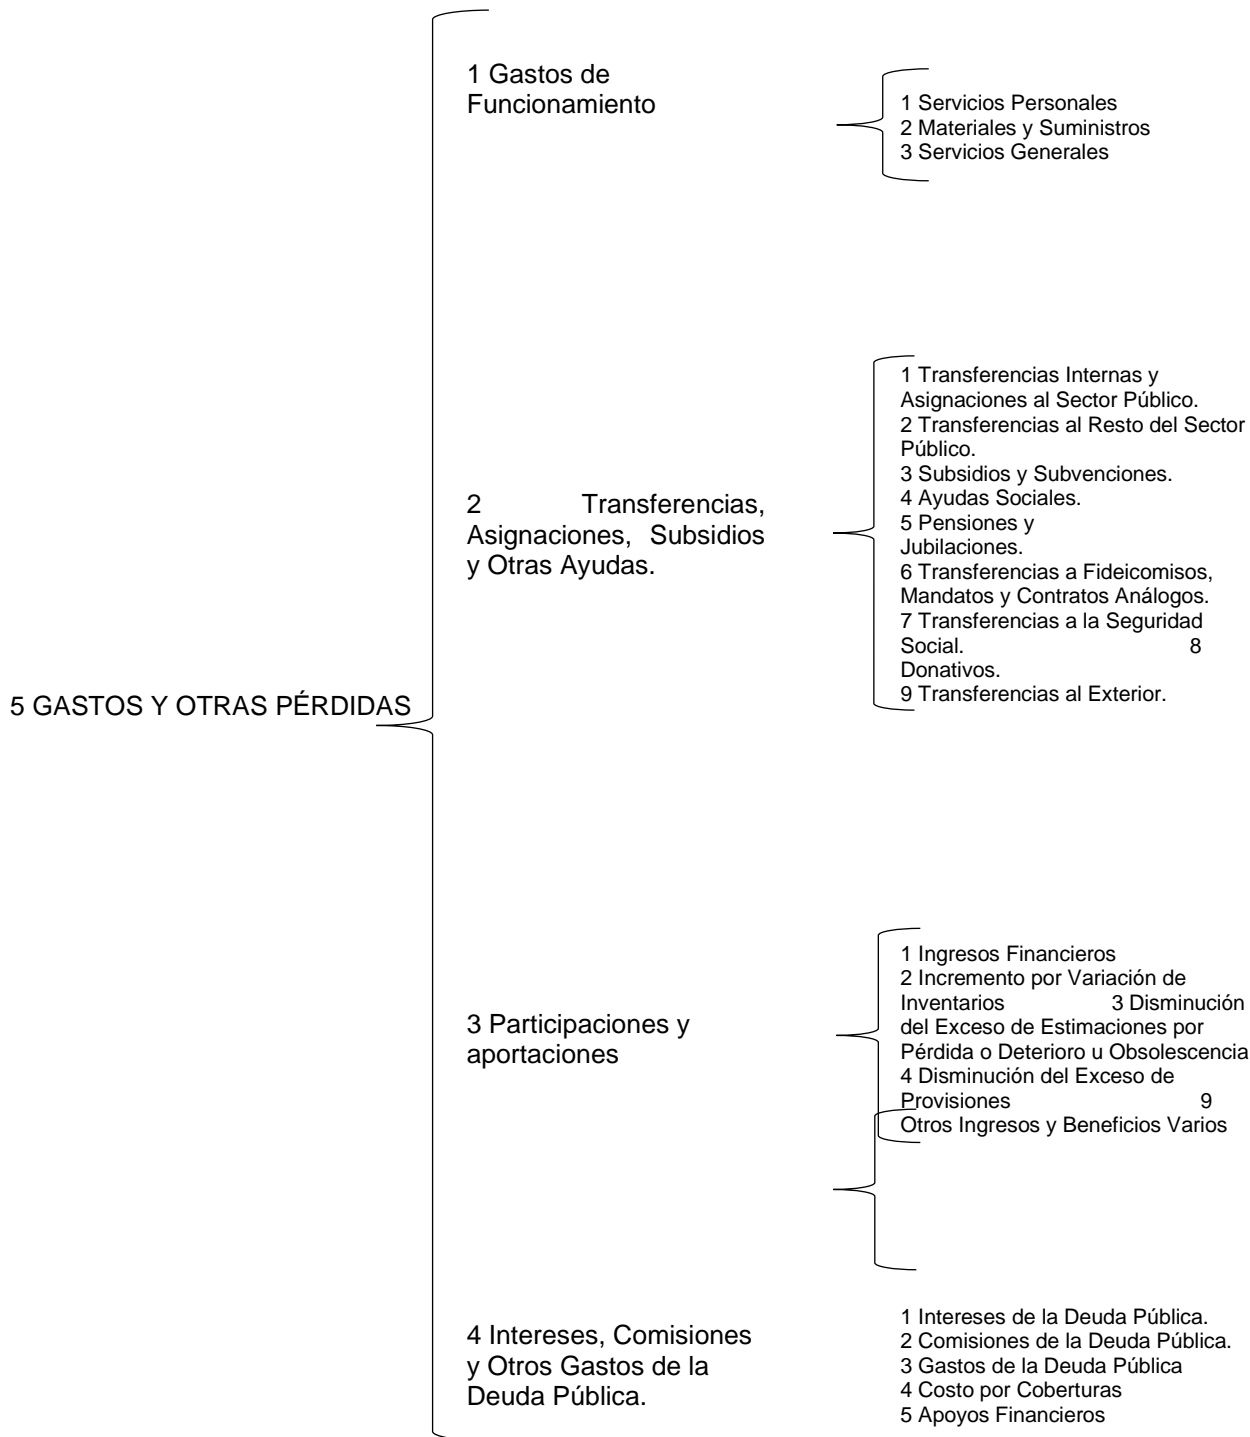 1 Gastos de
Funcionamiento
1 Servicios Personales
2 Materiales y Suministros
3 Servicios Generales
1 Transferencias Internas y
Asignaciones al Sector Público.
2 Transferencias al Resto del Sector
Público.
3 Subsidios y Subvenciones.
4 Ayudas Sociales.
5 Pensiones y
Jubilaciones.
6 Transferencias a Fideicomisos,
Mandatos y Contratos Análogos.
7 Transferencias a la Seguridad
Social. 8
Donativos.
9 Transferencias al Exterior.
2 Transferencias,
Asignaciones, Subsidios
y Otras Ayudas.
5 GASTOS Y OTRAS PÉRDIDAS
3 Participaciones y
aportaciones
1 Ingresos Financieros
2 Incremento por Variación de
Inventarios 3 Disminución
del Exceso de Estimaciones por
Pérdida o Deterioro u Obsolescencia
4 Disminución del Exceso de
Provisiones 9
Otros Ingresos y Beneficios Varios
4 Intereses, Comisiones
y Otros Gastos de la
Deuda Pública.
1 Intereses de la Deuda Pública.
2 Comisiones de la Deuda Pública.
3 Gastos de la Deuda Pública
4 Costo por Coberturas
5 Apoyos Financieros